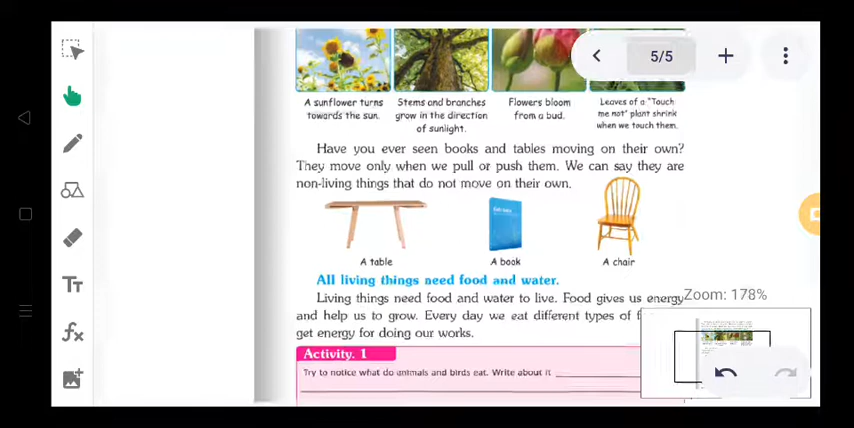 5/5
A sunflower turns
towards the sun.
Stems and branches
grow in the direction
of sunlight.
Flowers bloom
from a bud.
Leaves of a "Touch
me not" plant shrink
when we touch them.
Have you ever seen books and tables moving on their own?
They move only when we pull or push them. We can say they are
non-living things that do not move on their own.
A table
A book
A chair
All living things need food and water.
Living things need food and water to live. Food gives us energy
Zoom: 178%
and help us to grow. Every day we eat different types of
get energy for doing our works.
Activity. 1
Try to notice what do animals and birds eat. Write about it
Tт
fx